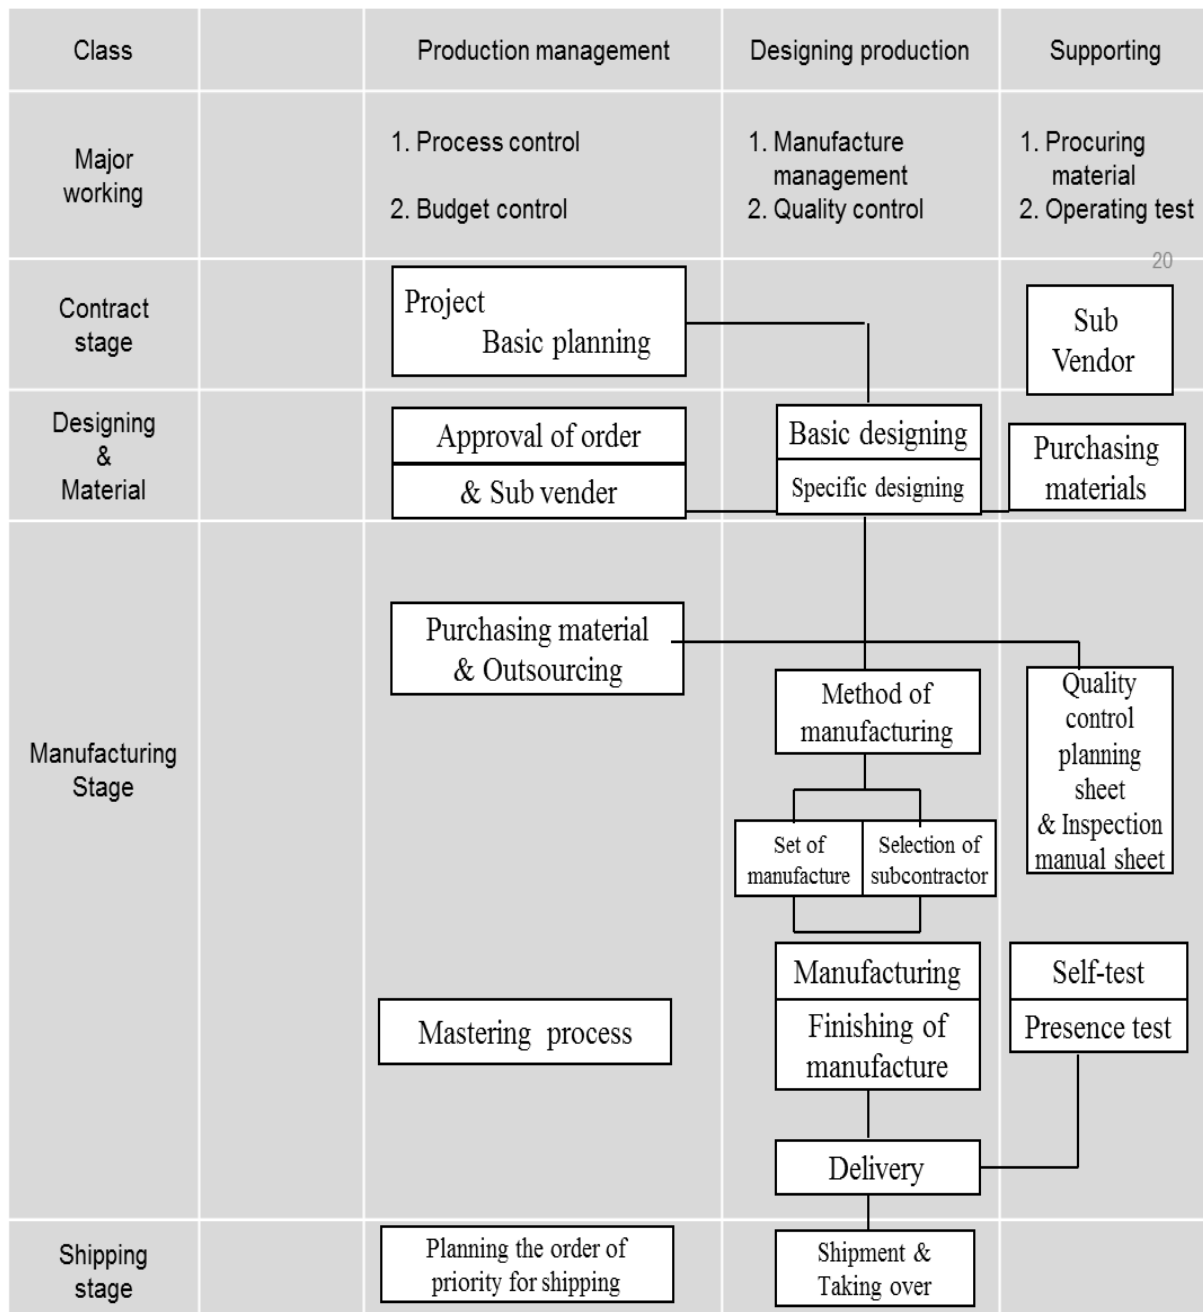 Class
Production management
Designing production
Supporting
Major
working
1. Process control
2. Budget control
1. Manufacture
management
2. Quality control
1. Procuring
material
2. Operating test
20
Contract
stage
Project
Basic planning
Sub
Vendor
Designing
&
Material
Approval of order
& Sub vender
Basic designing
Specific designing
Purchasing
materials
Manufacturing
Stage
Purchasing material
& Outsourcing
Method of
manufacturing
Quality
control
planning
sheet
& Inspection
manual sheet
Set of
manufacture
Selection of
subcontractor
Mastering process
Manufacturing
Finishing of
manufacture
Self-test
Presence test
Delivery
Shipping
stage
Planning the order of
priority for shipping
Shipment &
Taking over